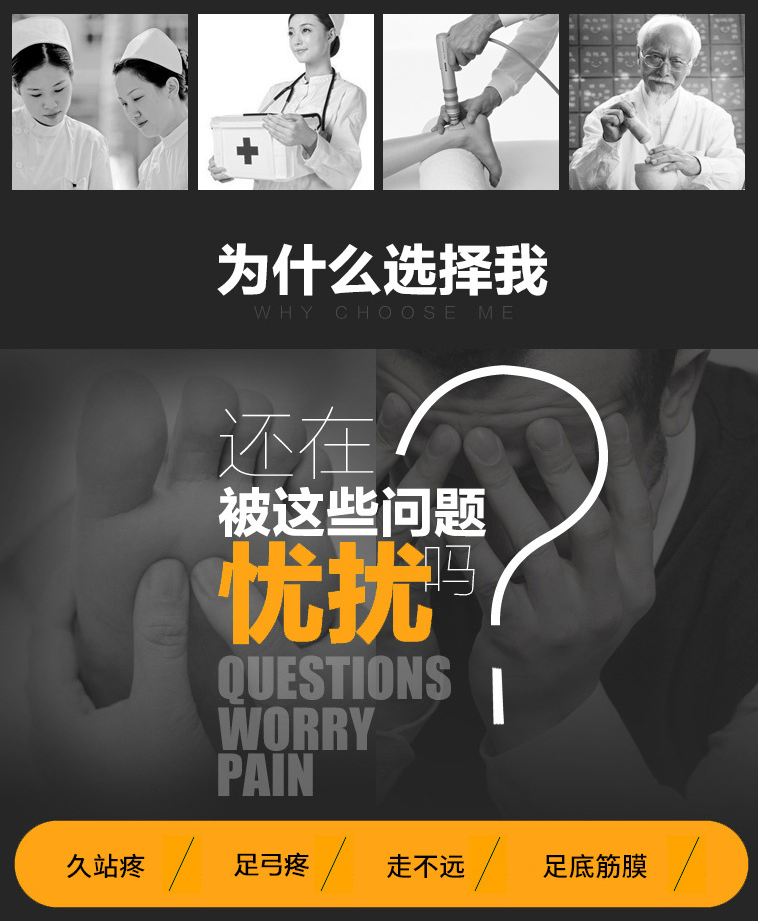 为什么选择我
WHY CHOOSE ME
还在
被这些问题
忧扰吗
QUESTIONS
WORRY
PAIN
久站疼 足弓疼 走不远 足底筋膜